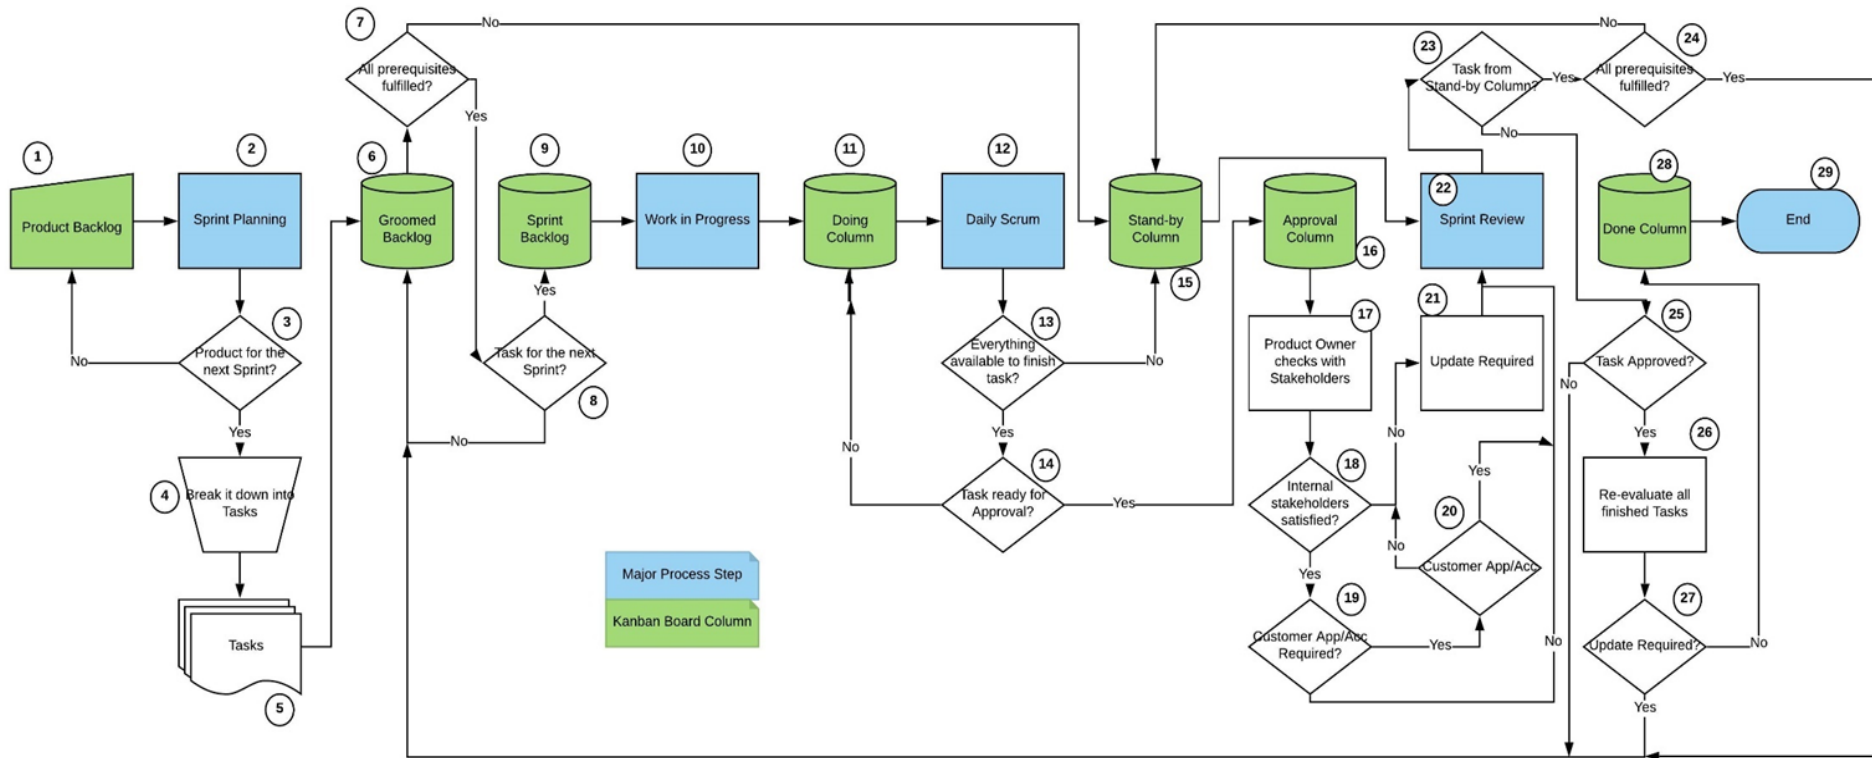 7
No
No
24
23
All prerequisites
fulfilled?
Task from
Stand-by Column?
Yes
All prerequisites
fulfilled?
Yes
Yes
No
1
2
6
9
10
11
12
28
29
22
Product Backlog
Sprint Planning
Groomed
Backlog
Sprint
Backlog
Work in Progress
Doing
Column
Daily Scrum
Stand-by
Column
Approval
Column
Sprint Review
Done Column
End
16
15
Yes
3
13
17
21
25
Product for the
next Sprint?
No
Task for the next
Sprint?
Everything
available to finish
task?
No
Product Owner
checks with
Stakeholders
Update Required
Task Approved?
No
8
Yes
No
Yes
No
No
Yes
26
4
Break it down into
Tasks
14
Task ready for
Approval?
Yes
18
Internal
stakeholders
satisfied?
Yes
20
Re-evaluate all
finished Tasks
No
Customer App/Acc
Major Process Step
Yes
Kanban Board Column
19
27
Tasks
Customer App/Acc
Required?
Yes
No
Update Required?
No
5
Yes